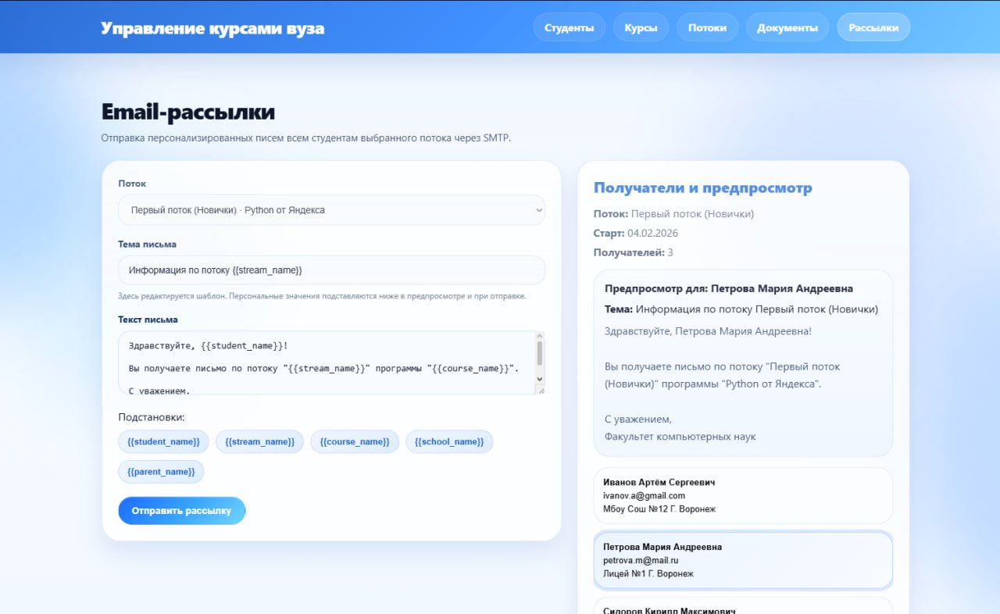 Управление курсами вуза
Студенты
Курсы
Потоки
Документы
Рассылки
Email-рассылки
Отправка персонализированных писем всем студентам выбранного потока через SMTP.
Поток
Первый поток (Новички) · Python от Яндекса
Тема письма
Информация по потоку {{stream_name}}
Здесь редактируется шаблон. Персональные значения подставляются ниже в предпросмотре и при отправке.
Текст письма
Здравствуйте, {{student_name}}!
Вы получаете письмо по потоку "{{stream_name}}" программы "{{course_name}}".
С уважением,
Подстановки:
{{student_name}}
{{stream_name}}
{{course_name}}
{{school_name}}
{{parent_name}}
Отправить рассылку
Получатели и предпросмотр
Поток: Первый поток (Новички)
Старт: 04.02.2026
Получателей: 3
Предпросмотр для: Петрова Мария Андреевна
Тема: Информация по потоку Первый поток (Новички)
Здравствуйте, Петрова Мария Андреевна!
Вы получаете письмо по потоку "Первый поток
(Новички)" программы "Python от Яндекса".
С уважением,
Факультет компьютерных наук
Иванов Артём Сергеевич
ivanov.a@gmail.com
Мбоу Сош №12 Г. Воронеж
Петрова Мария Андреевна
petrova.m@mail.ru
Лицей №1 Г. Воронеж
Сидоров Кирилл Максимович